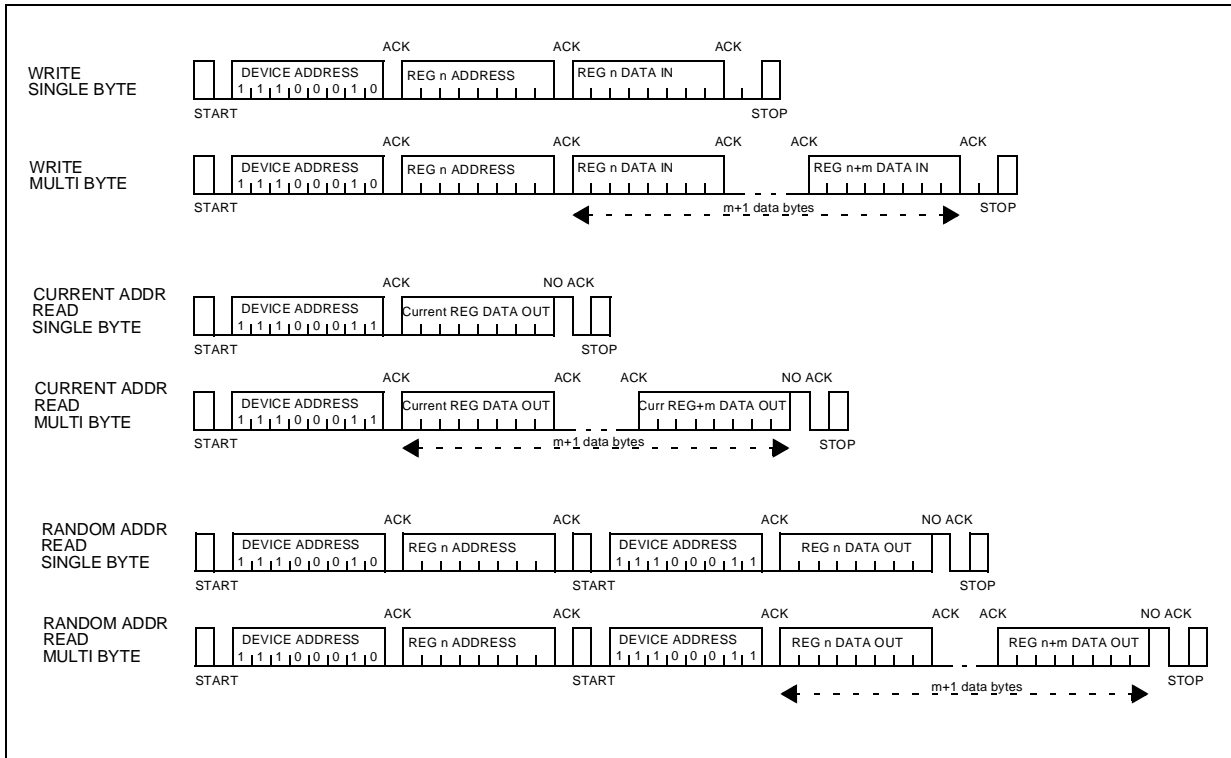 ACK ACK ACK
WRITE
SINGLE BYTE
DEVICE ADDRESS REG n ADDRESS REG n DATA IN
1 1 1 0 0 0 1 0
START STOP
ACK ACK ACK ACK ACK
WRITE
MULTI BYTE
DEVICE ADDRESS REG n ADDRESS REG n DATA IN REG n+m DATA IN
1 1 1 0 0 0 1 0
START STOP
m+1 data bytes
ACK NO ACK
CURRENT ADDR
READ
SINGLE BYTE
DEVICE ADDRESS Current REG DATA OUT
1 1 1 0 0 0 1 1
START STOP
ACK ACK ACK NO ACK
CURRENT ADDR
READ
MULTI BYTE
DEVICE ADDRESS Current REG DATA OUT Curr REG+m DATA OUT
1 1 1 0 0 0 1 1
START STOP
m+1 data bytes
ACK ACK ACK NO ACK
RANDOM ADDR
READ
SINGLE BYTE
DEVICE ADDRESS REG n ADDRESS DEVICE ADDRESS REG n DATA OUT
1 1 1 0 0 0 1 0 1 1 1 0 0 0 1 1
START START STOP
ACK ACK ACK ACK ACK NO ACK
RANDOM ADDR
READ
MULTI BYTE
DEVICE ADDRESS REG n ADDRESS DEVICE ADDRESS REG n DATA OUT REG n+m DATA OUT
1 1 1 0 0 0 1 0 1 1 1 0 0 0 1 1
START START STOP
m+1 data bytes